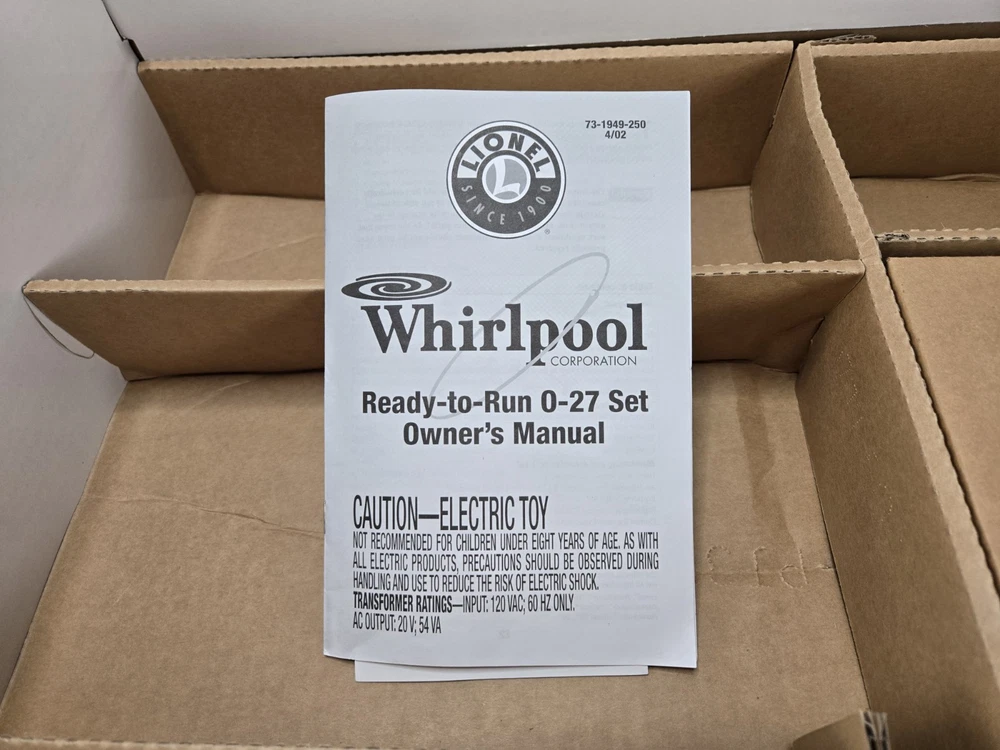 73-1949-250
4/02
LIONEL
L
SINCE 1900
®
Whirlpool
CORPORATION
Ready-to-Run O-27 Set
Owner's Manual
CAUTION—ELECTRIC TOY
NOT RECOMMENDED FOR CHILDREN UNDER EIGHT YEARS OF AGE. AS WITH
ALL ELECTRIC PRODUCTS, PRECAUTIONS SHOULD BE OBSERVED DURING
HANDLING AND USE TO REDUCE THE RISK OF ELECTRIC SHOCK.
TRANSFORMER RATINGS—INPUT: 120 VAC; 60 HZ ONLY.
AC OUTPUT: 20 V; 54 VA